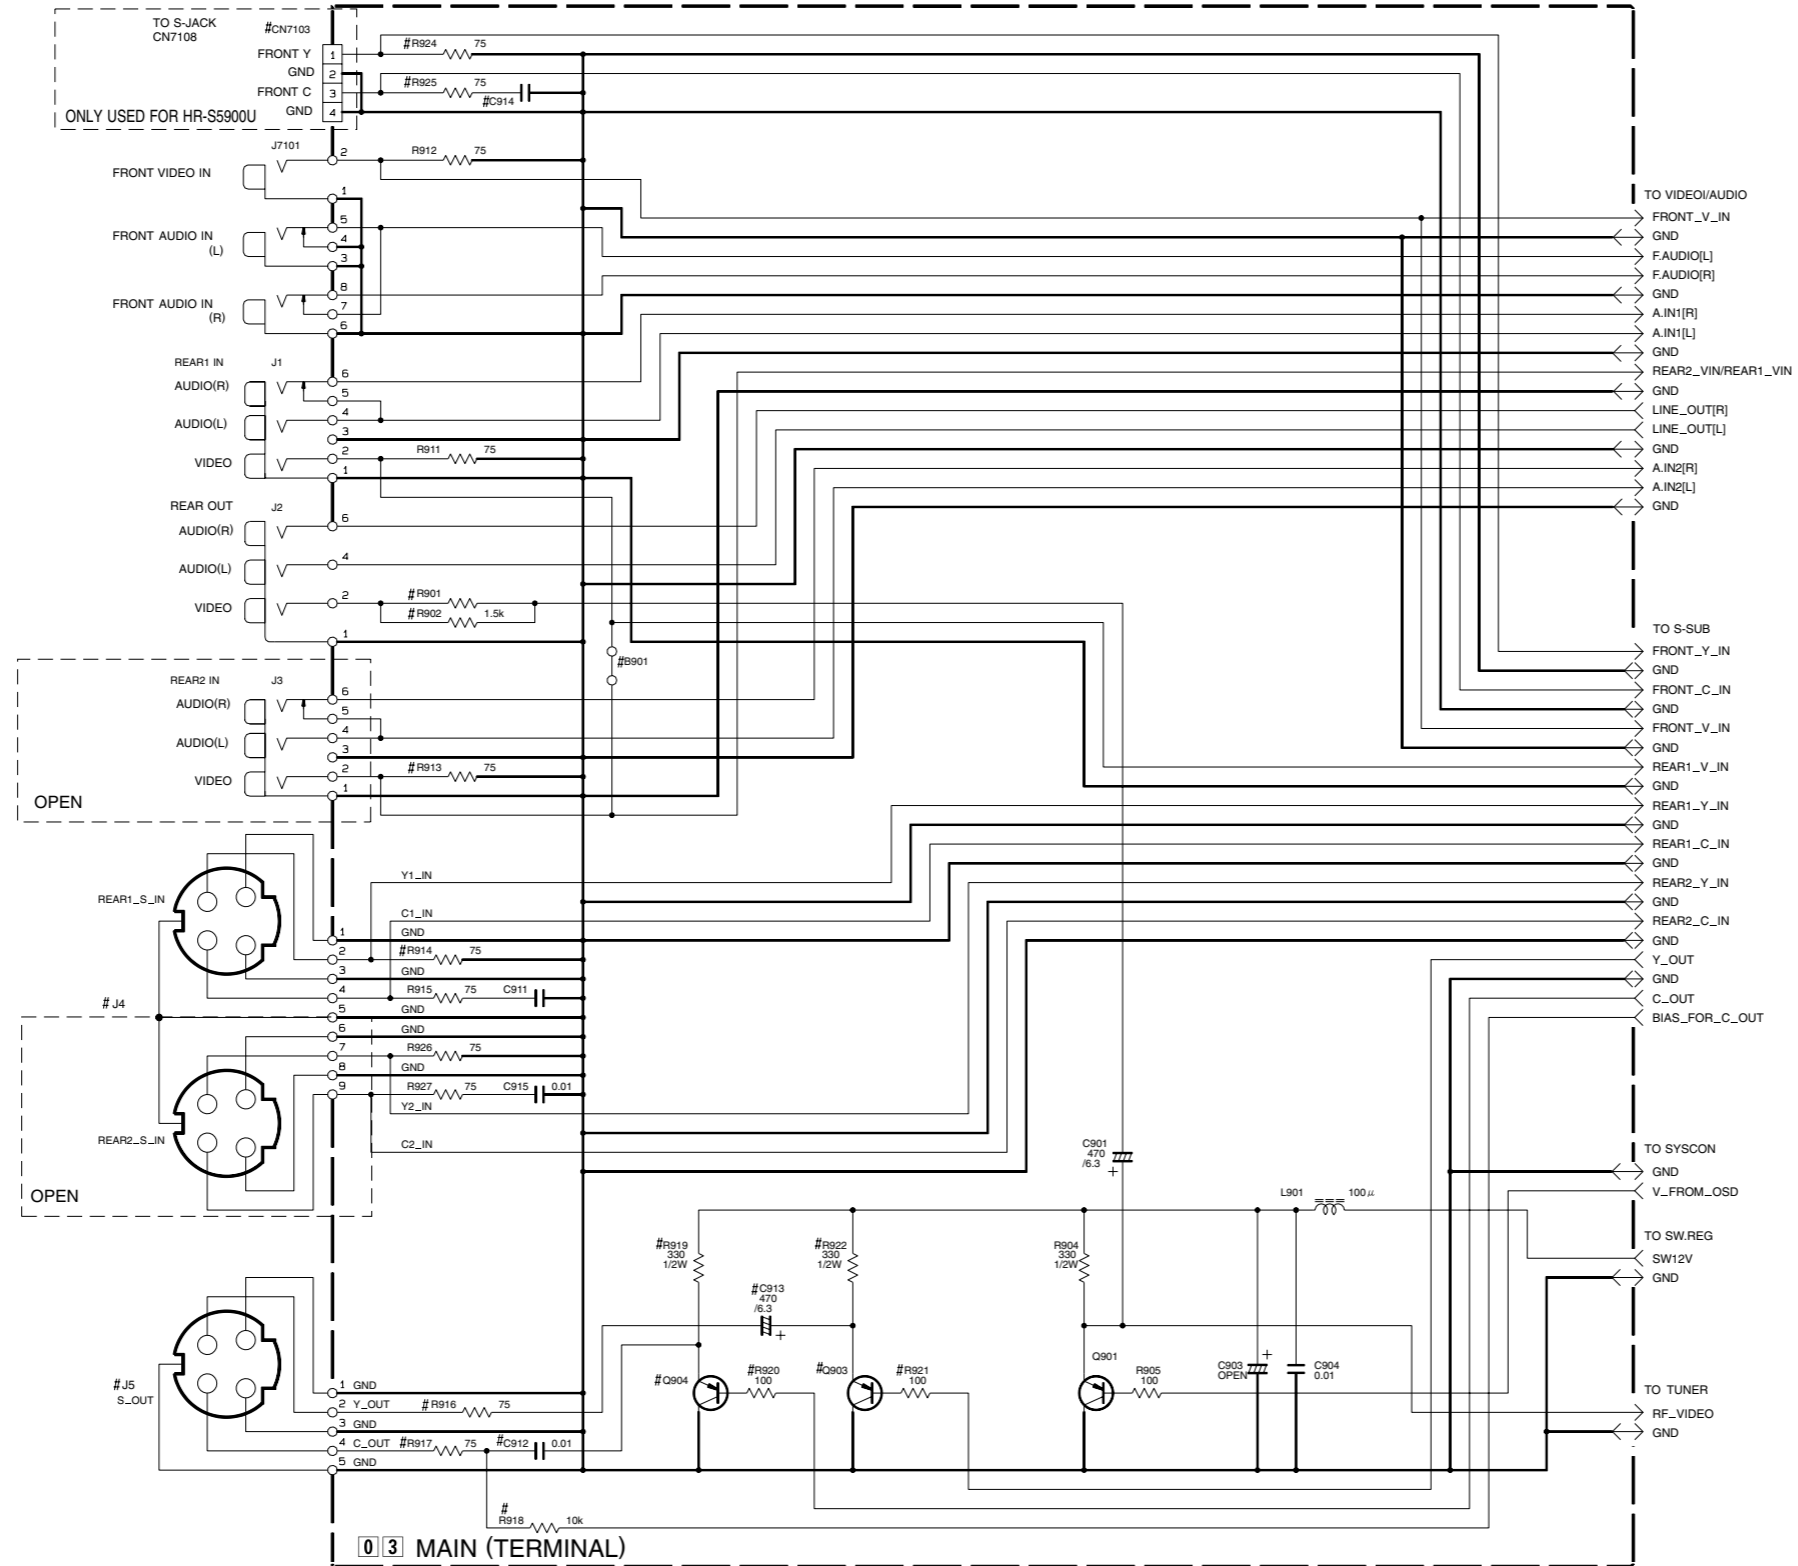 TO S-JACK
CN7108
#CN7103
FRONT Y 1
GND 2
FRONT C 3
GND 4
ONLY USED FOR HR-S5900U
#R924 75
#R925 75
#C914
J7101
FRONT VIDEO IN
2
1
R912 75
FRONT AUDIO IN
(L)
5
4
3
FRONT AUDIO IN
(R)
8
7
6
REAR1 IN J1
AUDIO(R)
AUDIO(L)
VIDEO
6
5
4
3
2
1
R911 75
REAR OUT J2
AUDIO(R)
AUDIO(L)
VIDEO
6
4
2
1
#R901
#R902 1.5k
#B901
REAR2 IN J3
AUDIO(R)
AUDIO(L)
VIDEO
OPEN
6
5
4
3
2
1
#R913 75
REAR1_S_IN
#J4
REAR2_S_IN
OPEN
Y1_IN
C1_IN
1 GND
2 #R914 75
3 GND
4 R915 75 C911
5 GND
6 GND
7 R926 75
8 GND
9 R927 75 C915 0.01
Y2_IN
C2_IN
#J5
S_OUT
1 GND
2 Y_OUT #R916 75
3 GND
4 C_OUT #R917 75 #C912 0.01
5 GND
#
R918 10k
#R919
330
1/2W
#R922
330
1/2W
#C913
470
/6.3
+
R904
330
1/2W
C901
470
/6.3
+
L901 100μ
#Q904
#R920
100
#Q903
#R921
100
Q901
R905
100
C903
OPEN
+
C904
0.01
TO VIDEOI/AUDIO
FRONT_V_IN
GND
F.AUDIO[L]
F.AUDIO[R]
GND
A.IN1[R]
A.IN1[L]
GND
REAR2_VIN/REAR1_VIN
GND
LINE_OUT[R]
LINE_OUT[L]
GND
A.IN2[R]
A.IN2[L]
GND
TO S-SUB
FRONT_Y_IN
GND
FRONT_C_IN
GND
FRONT_V_IN
GND
REAR1_V_IN
GND
REAR1_Y_IN
GND
REAR1_C_IN
GND
REAR2_Y_IN
GND
REAR2_C_IN
GND
Y_OUT
GND
C_OUT
BIAS_FOR_C_OUT
TO SYSCON
GND
V_FROM_OSD
TO SW.REG
SW12V
GND
TO TUNER
RF_VIDEO
GND
0 3 MAIN (TERMINAL)